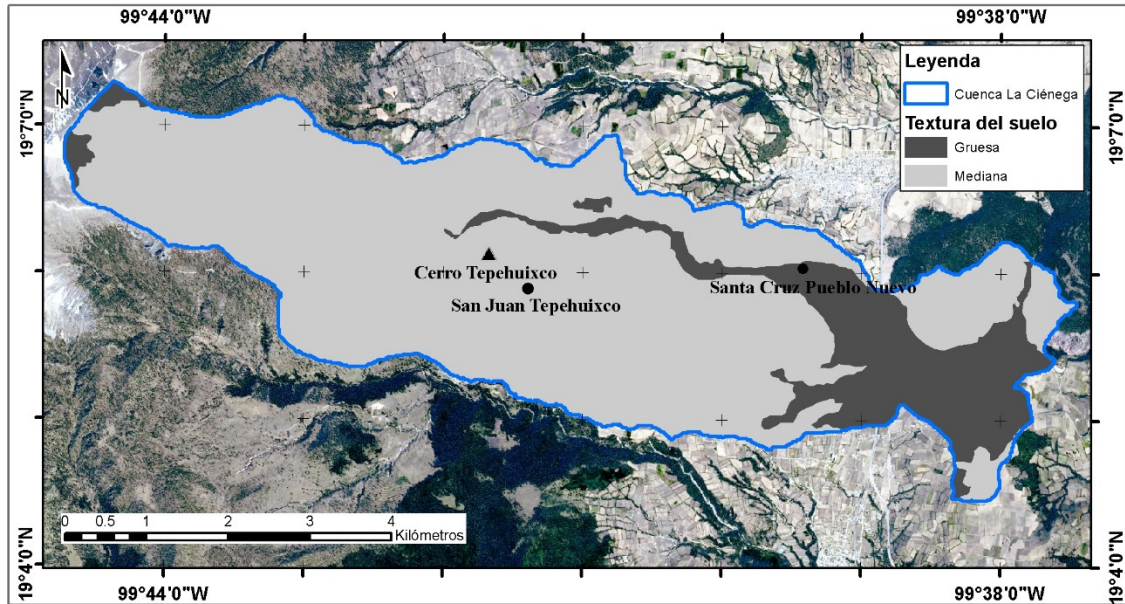 99°44'0"W
99°38'0"W
N
Leyenda
Cuenca La Ciénega
Textura del suelo
Gruesa
Mediana
19°7'0"N
19°7'0"N
Cerro Tepehuixco
San Juan Tepehuixco
Santa Cruz Pueblo Nuevo
0 0.5 1 2 3 4
Kilómetros
19°4'0"N
19°4'0"N
99°44'0"W
99°38'0"W